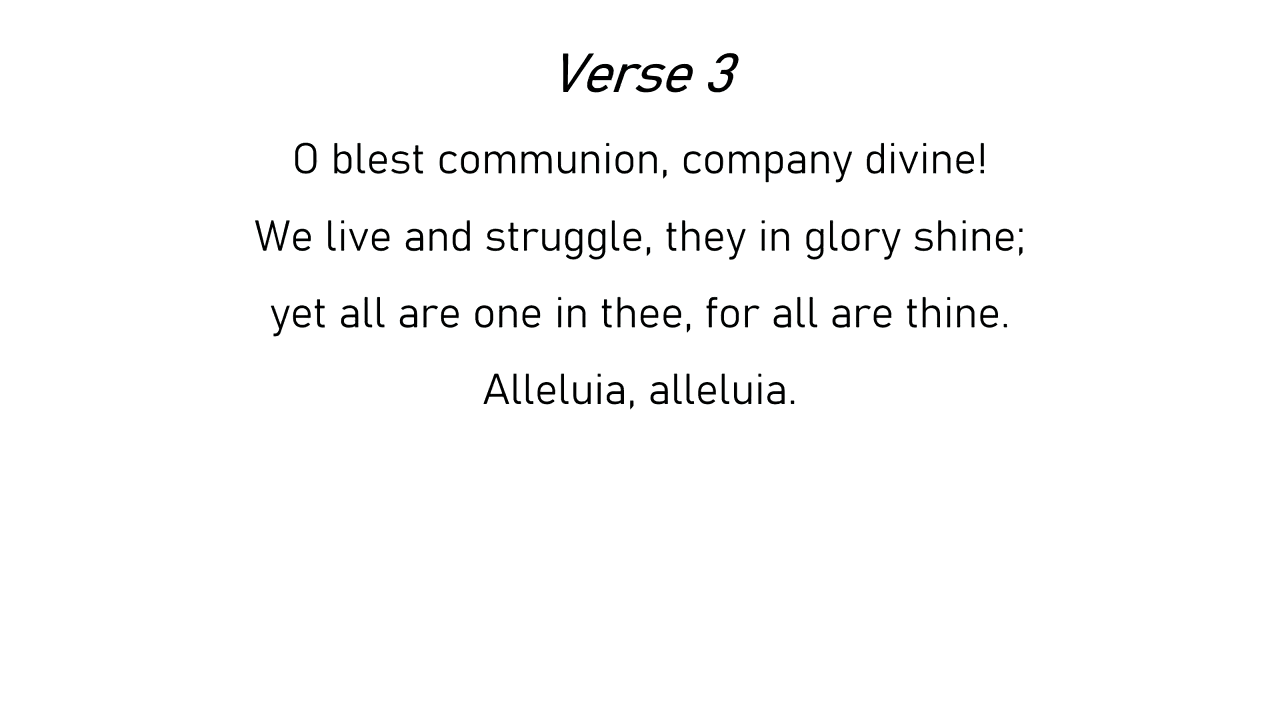 Verse 3
O blest communion, company divine!
We live and struggle, they in glory shine;
yet all are one in thee, for all are thine.
Alleluia, alleluia.